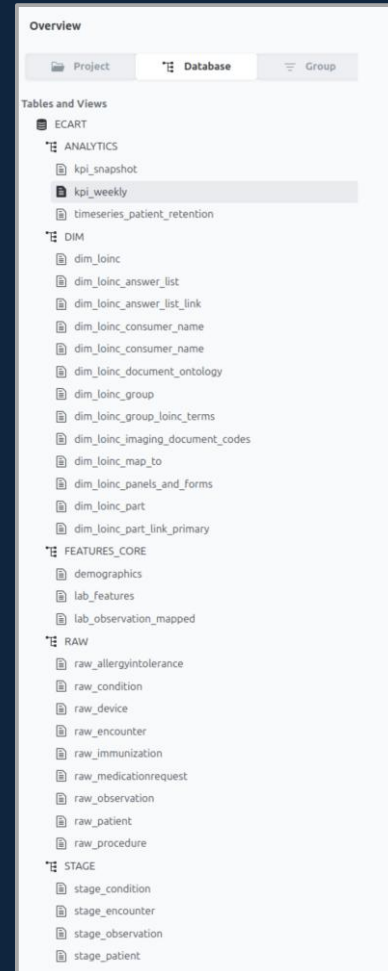 Overview
Project Database Group
Tables and Views
ECART
ANALYTICS
kpi_snapshot
kpi_weekly
timeseries_patient_retention
DIM
dim_loinc
dim_loinc_answer_list
dim_loinc_answer_list_link
dim_loinc_consumer_name
dim_loinc_consumer_name
dim_loinc_document_ontology
dim_loinc_group
dim_loinc_group_loinc_terms
dim_loinc_imaging_document_codes
dim_loinc_map_to
dim_loinc_panels_and_forms
dim_loinc_part
dim_loinc_part_link_primary
FEATURES_CORE
demographics
lab_features
lab_observation_mapped
RAW
raw_allergyintolerance
raw_condition
raw_device
raw_encounter
raw_immunization
raw_medicationrequest
raw_observation
raw_patient
raw_procedure
STAGE
stage_condition
stage_encounter
stage_observation
stage_patient